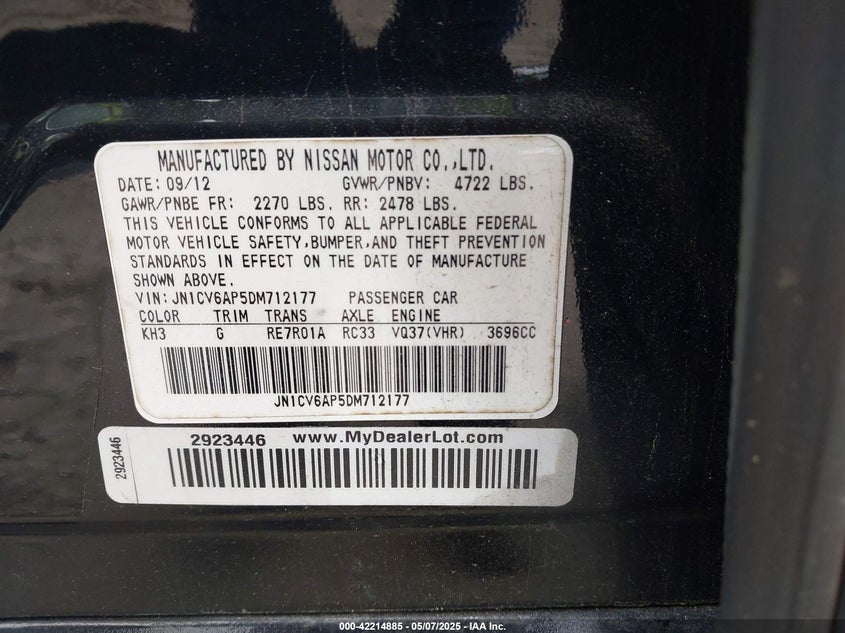 MANUFACTURED BY NISSAN MOTOR CO.,LTD.
DATE: 09/12 GVWR/PNBV: 4722 LBS.
GAWR/PNBE FR: 2270 LBS. RR: 2478 LBS.
THIS VEHICLE CONFORMS TO ALL APPLICABLE FEDERAL
MOTOR VEHICLE SAFETY,BUMPER,AND THEFT PREVENTION
STANDARDS IN EFFECT ON THE DATE OF MANUFACTURE
SHOWN ABOVE.
VIN:JN1CV6AP5DM712177 PASSENGER CAR
COLOR TRIM TRANS AXLE ENGINE
KH3 G RE7R01A RC33 VQ37(VHR) 3696CC
JN1CV6AP5DM712177
2923446 www.MyDealerLot.com
2923446
000-42214885 - 05/07/2025 - IAA Inc.